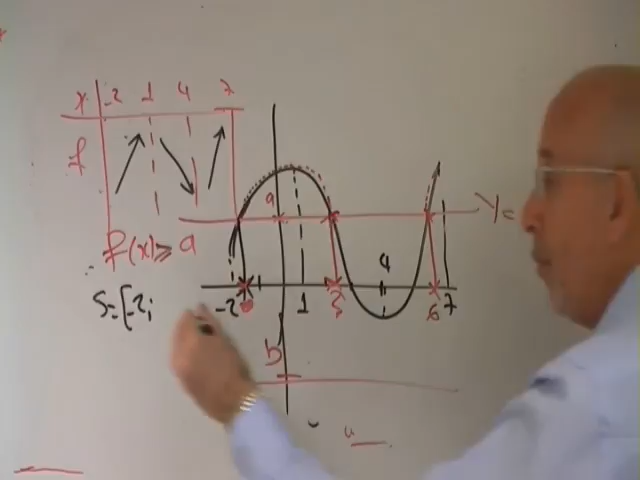 x -2 1 4 7
f
f(x) ≥ a
S=[-2;
a
y=
4
-2 1 3 6 7
b